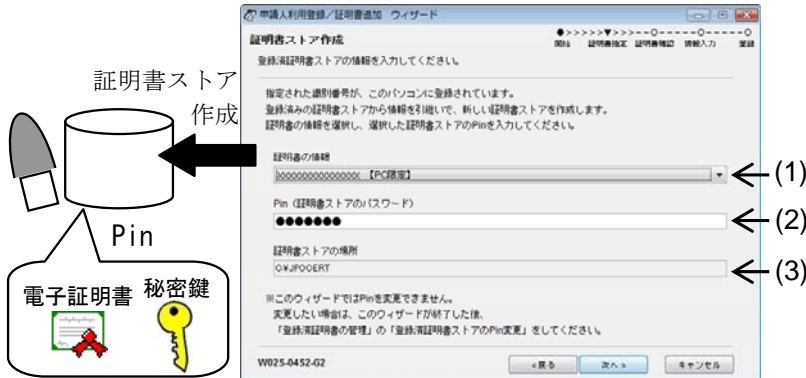 申請人利用登録／証明書追加　ウィザード
証明書ストア作成
登録済証明書ストアの情報を入力してください。
●>>>>>▼>>>--○-----○-----○
開始 証明書指定 証明書確認 情報入力 登録
指定された識別番号が、このパソコンに登録されています。
登録済みの証明書ストアから情報を引継いで、新しい証明書ストアを作成します。
証明書の情報を選択し、選択した証明書ストアのPinを入力してください。
証明書の情報
xxxxxxxxxxxxxxx 【PC限定】
(1)
Pin（証明書ストアのパスワード）
●●●●●●●
(2)
証明書ストアの場所
C:¥JPOCERT
(3)
※このウィザードではPinを変更できません。
変更したい場合は、このウィザードが終了した後、
「登録済証明書の管理」の「登録済証明書ストアのPin変更」をしてください。
W02S-04S2-G2
<戻る
次へ>
キャンセル
証明書ストア
作成
Pin
電子証明書
秘密鍵